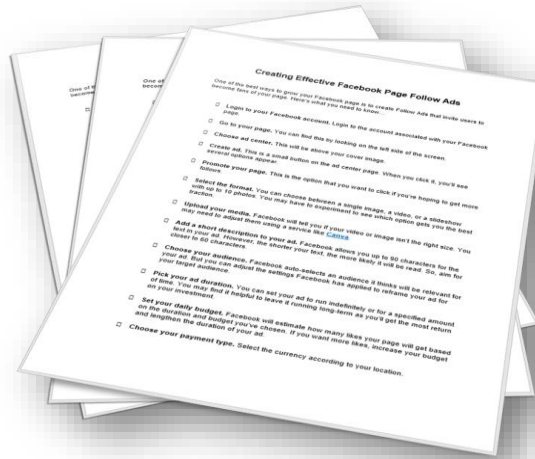 Creating Effective Facebook Page Follow Ads
One of the best ways to grow your Facebook page is to create Follow Ads that invite users to
become fans of your page. Here's what you need to know...
Login to your Facebook account. Login to the account associated with your Facebook
page.
Go to your page. You can find this by looking on the left side of the screen.
Choose ad center. This will be above your cover image.
Create ad. This is a small button on the ad center page. When you click it, you'll see
several options appear.
Promote your page. This is the option that you want to click if you're hoping to get more
follows.
Select the format. You can choose between a single image, a video, or a slideshow
with up to 10 photos. You may have to experiment to see which option gets you the best
traction.
Upload your media. Facebook will tell you if your video or image isn't the right size. You
may need to adjust them using a service like Canva.
Add a short description to your ad. Facebook allows you up to 90 characters for the
text in your ad. However, the shorter your text, the more likely it will be read. So, aim for
closer to 60 characters.
Choose your audience. Facebook auto-selects an audience it thinks will be relevant for
your ad. But you can adjust the settings Facebook has applied to reframe your ad for
your target audience.
Pick your ad duration. You can set your ad to run indefinitely or for a specified amount
of time. You may find it helpful to leave it running long-term as you'll get the most return
on your investment.
Set your daily budget. Facebook will estimate how many likes your page will get based
on the duration and budget you've chosen. If you want more likes, increase your budget
and lengthen the duration of your ad.
Choose your payment type. Select the currency according to your location.
One of
become
One of
become